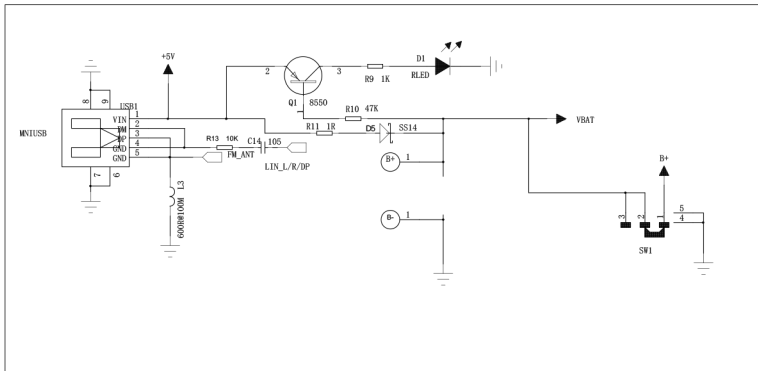 +5V
2
3
R9 1K
D1
RLED
Q1 8550
1
8
9
USB1
VIN 1
DM 2
DP 3
GND 4
GND 5
MNIUSB
7
6
R10 47K
R11 1R
D5 SS14
VBAT
R13 10K
C14 105
FM_ANT
LIN_L/R/DP
B+ 1
B- 1
L3
600R@100M
B+
3
2
1
5
4
SW1